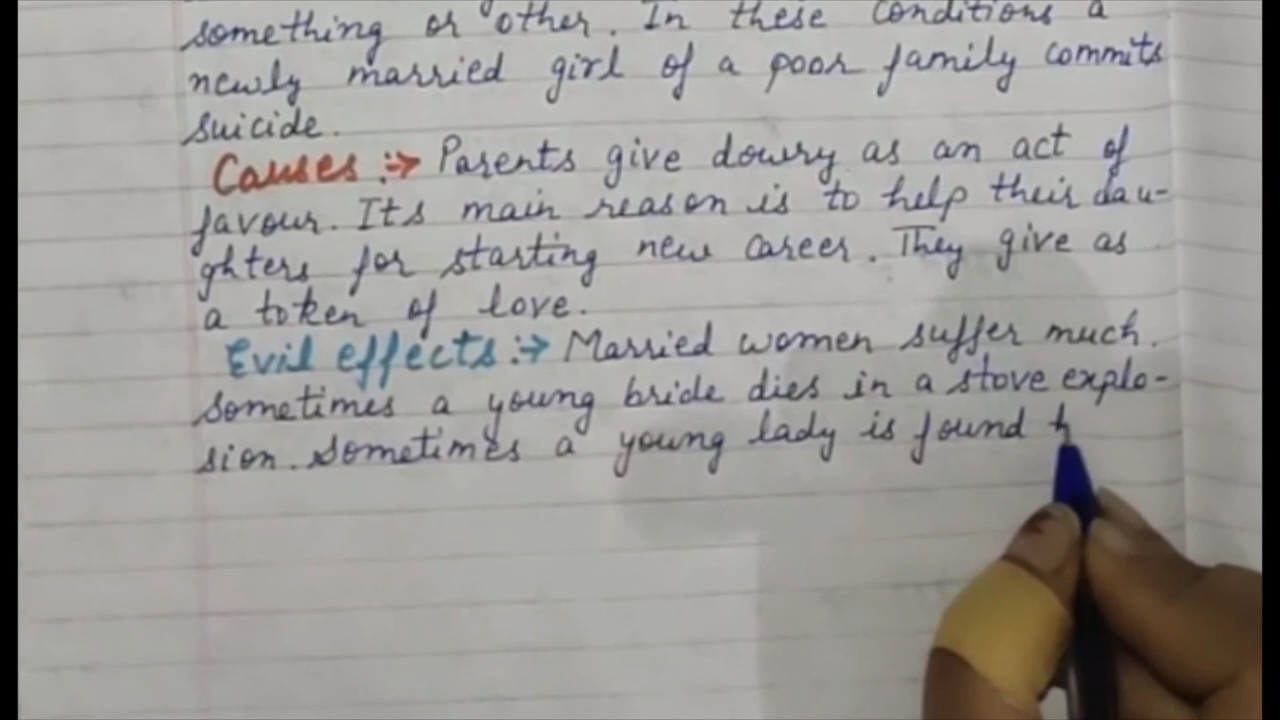 something or other. In these conditions a
newly married girl of a poor family commits
suicide.
Causes :→ Parents give dowry as an act of
favour. Its main reason is to help their dau-
ghters for starting new career. They give as
a token of love.
Evil effects :→ Married women suffer much.
Sometimes a young bride dies in a stove explo-
sion. Sometimes a young lady is found